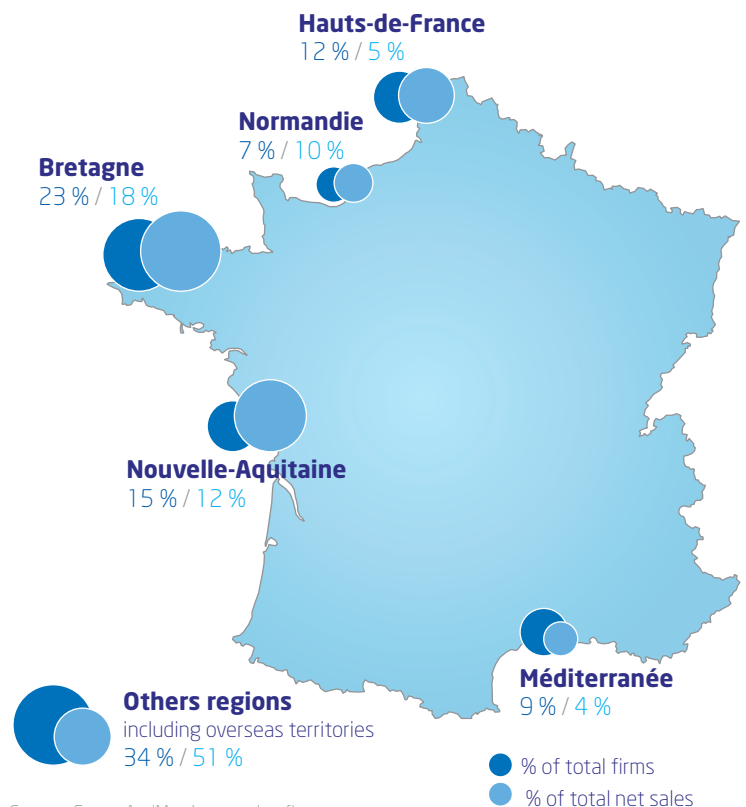 Hauts-de-France
12 % / 5 %
Normandie
7 % / 10 %
Bretagne
23 % / 18 %
Nouvelle-Aquitaine
15 % / 12 %
Méditerranée
9 % / 4 %
Others regions
including overseas territories
34 % / 51 %
% of total firms
% of total net sales